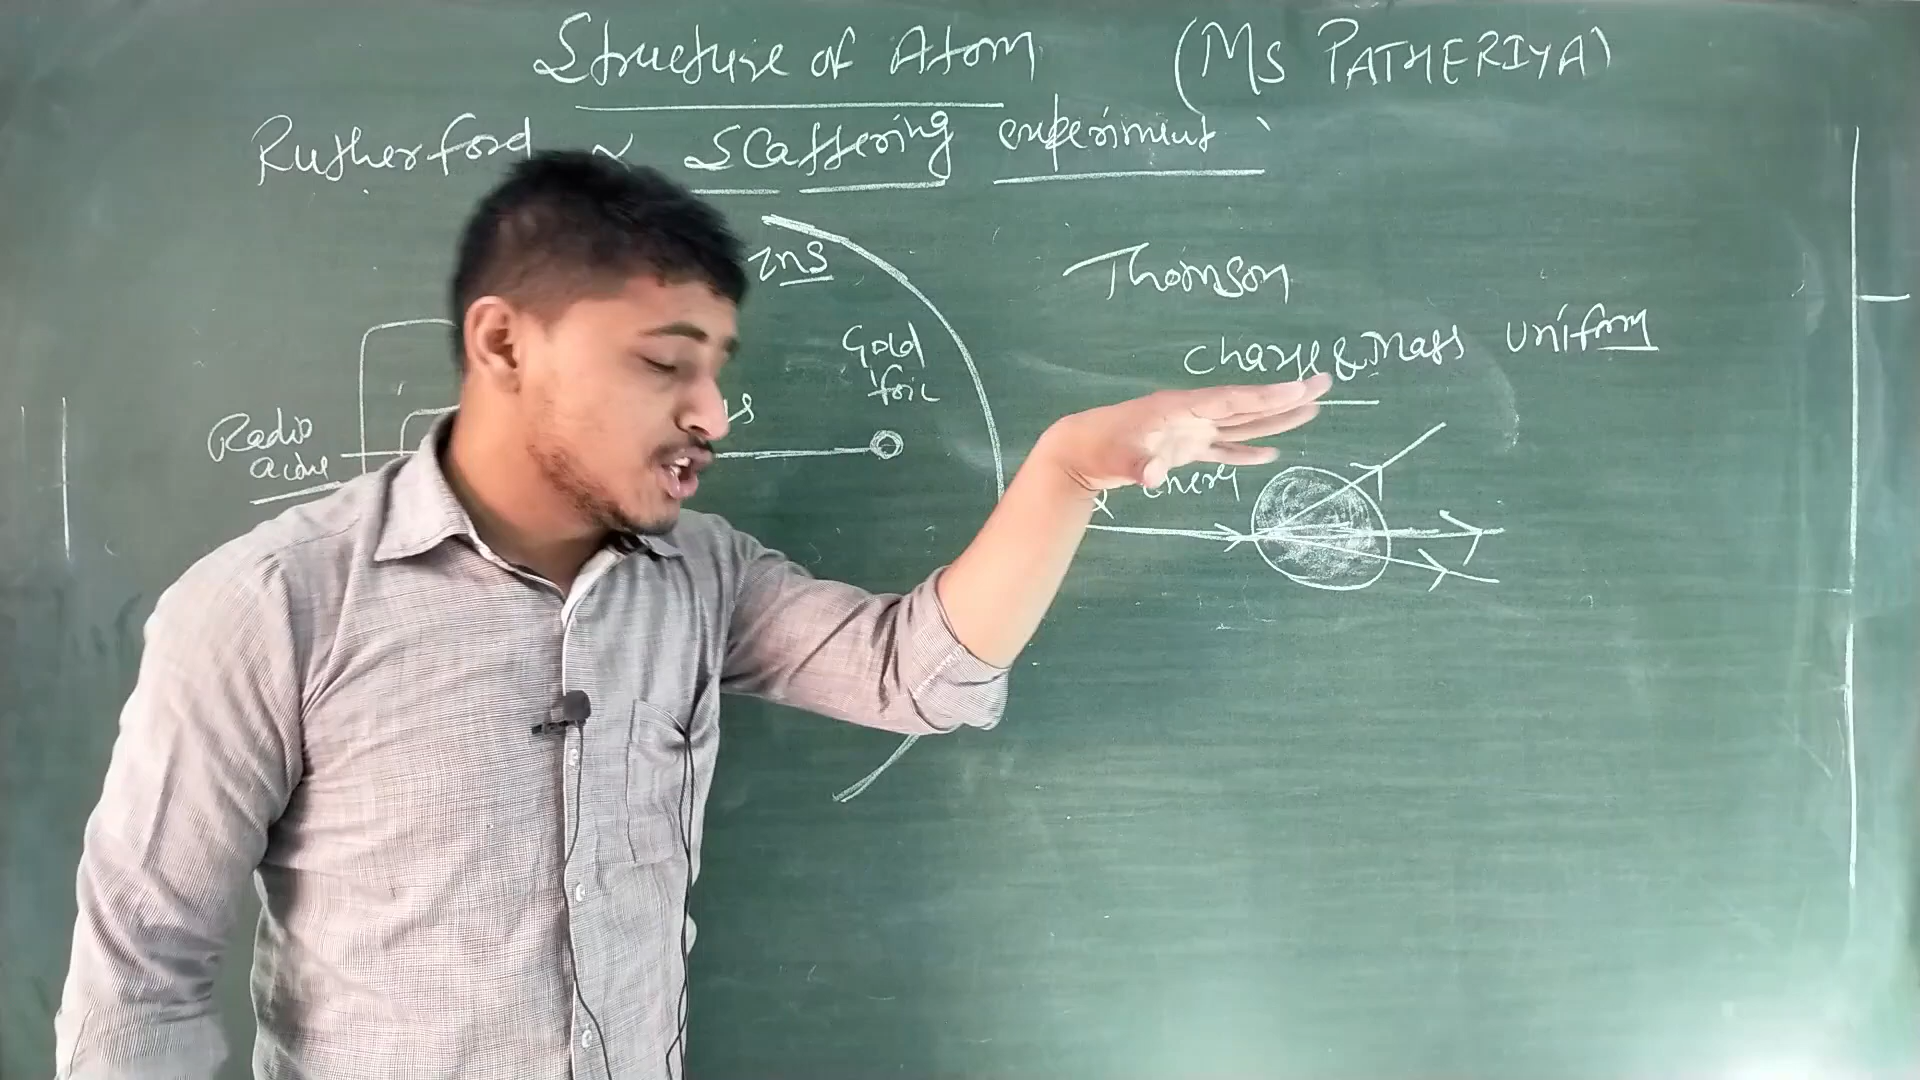 Structure of Atom (MS PATHERIYA)
Rutherford α Scattering experiment
ZnS
Thomson
Gold
foil
Charge & Mass Uniform
Radio
active